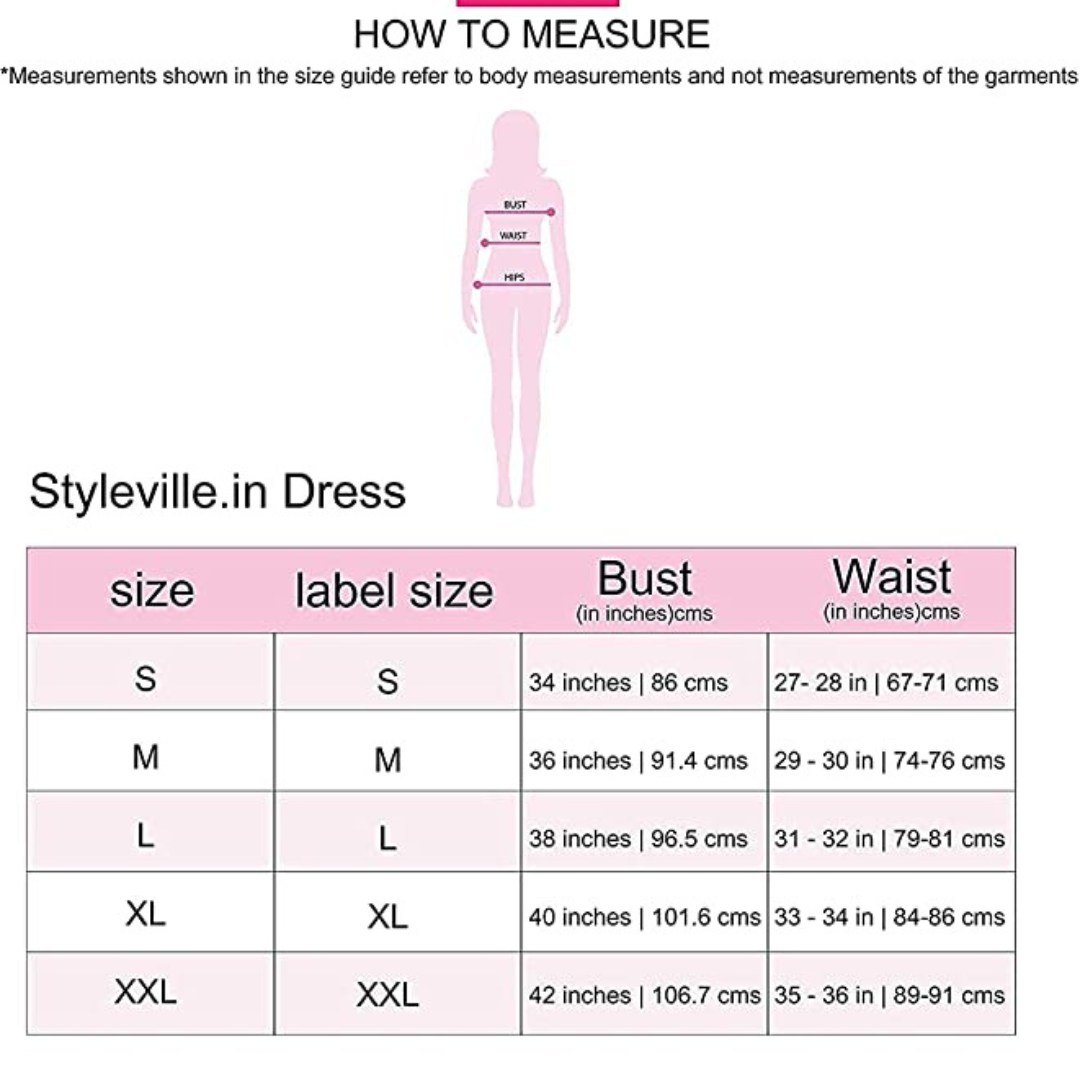 HOW TO MEASURE
*Measurements shown in the size guide refer to body measurements and not measurements of the garments
BUST
WAIST
HIPS
Styleville.in Dress
size label size Bust Waist
(in inches)cms (in inches)cms
S S 34 inches | 86 cms 27- 28 in | 67-71 cms
M M 36 inches | 91.4 cms 29 - 30 in | 74-76 cms
L L 38 inches | 96.5 cms 31 - 32 in | 79-81 cms
XL XL 40 inches | 101.6 cms 33 - 34 in | 84-86 cms
XXL XXL 42 inches | 106.7 cms 35 - 36 in | 89-91 cms